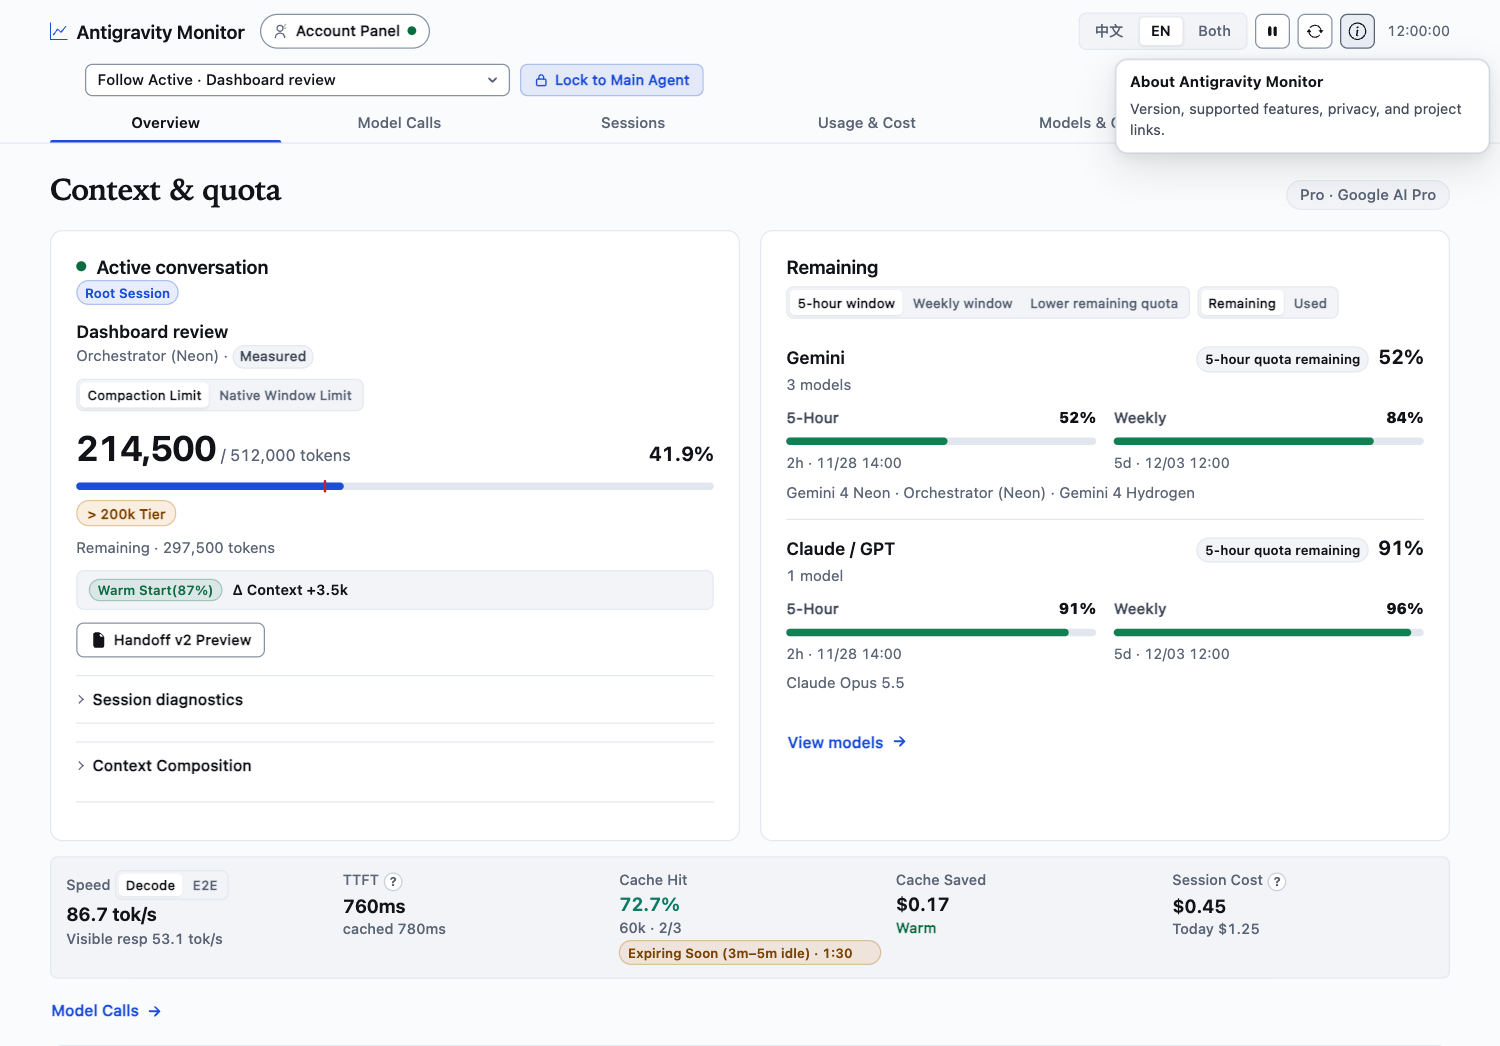 Antigravity Monitor
Account Panel
中文 EN Both
12:00:00
Follow Active · Dashboard review
Lock to Main Agent
About Antigravity Monitor
Version, supported features, privacy, and project
links.
Overview
Model Calls
Sessions
Usage & Cost
Models &
Context & quota
Pro · Google AI Pro
Active conversation
Root Session
Dashboard review
Orchestrator (Neon) · Measured
Compaction Limit Native Window Limit
214,500 / 512,000 tokens
41.9%
> 200k Tier
Remaining · 297,500 tokens
Warm Start(87%) Δ Context +3.5k
Handoff v2 Preview
Session diagnostics
Context Composition
Remaining
5-hour window Weekly window Lower remaining quota
Remaining Used
Gemini
5-hour quota remaining 52%
3 models
5-Hour 52%
Weekly 84%
2h · 11/28 14:00
5d · 12/03 12:00
Gemini 4 Neon · Orchestrator (Neon) · Gemini 4 Hydrogen
Claude / GPT
5-hour quota remaining 91%
1 model
5-Hour 91%
Weekly 96%
2h · 11/28 14:00
5d · 12/03 12:00
Claude Opus 5.5
View models →
Speed Decode E2E
86.7 tok/s
Visible resp 53.1 tok/s
TTFT ?
760ms
cached 780ms
Cache Hit
72.7%
60k · 2/3
Expiring Soon (3m–5m idle) · 1:30
Cache Saved
$0.17
Warm
Session Cost ?
$0.45
Today $1.25
Model Calls →